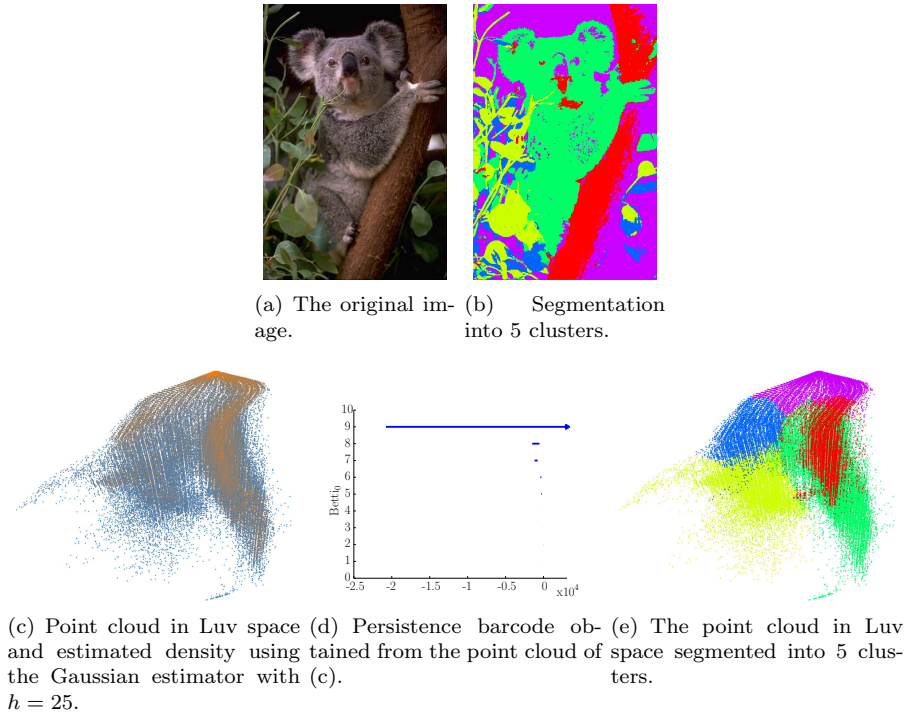 (a) The original im-
age.
(b) Segmentation
into 5 clusters.
10
9
8
7
6
5
4
3
2
1
0
Betti0
-2.5 -2 -1.5 -1 -0.5 0
x10^4
(c) Point cloud in Luv space
and estimated density using
the Gaussian estimator with
h = 25.
(d) Persistence barcode ob-
tained from the point cloud of
(c).
(e) The point cloud in Luv
space segmented into 5 clus-
ters.